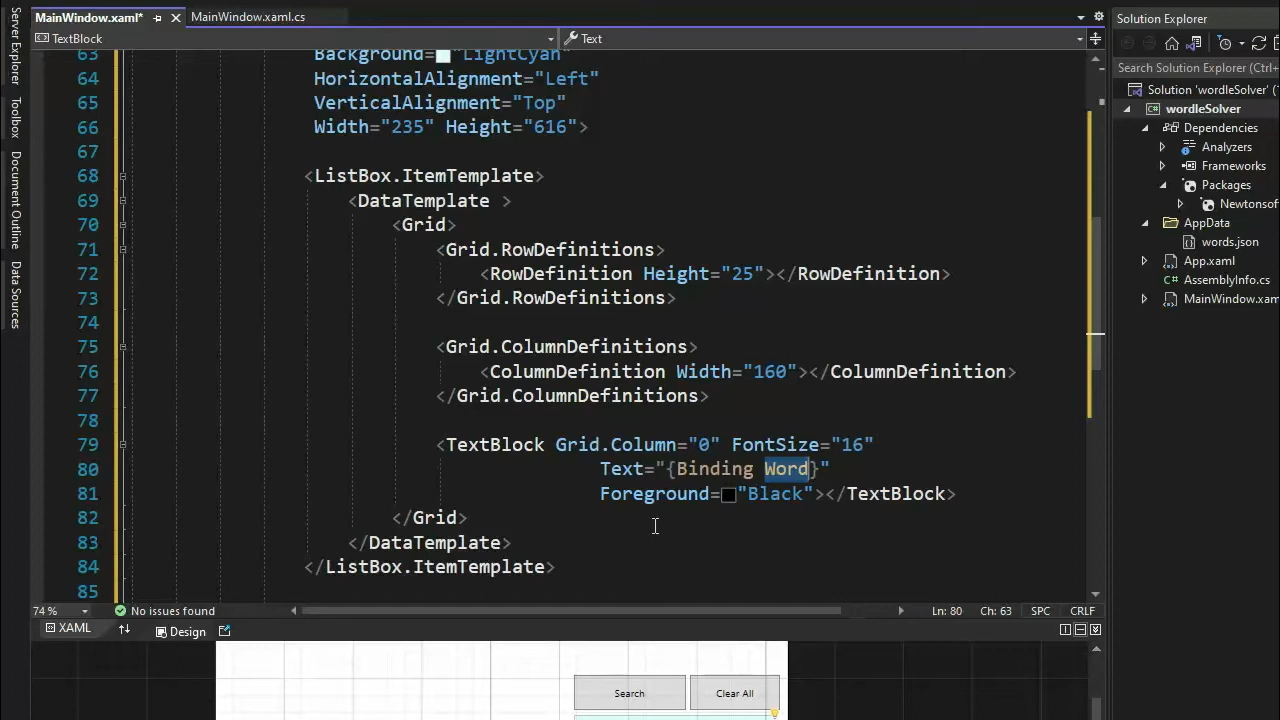 MainWindow.xaml*
MainWindow.xaml.cs
TextBlock
Text
Server Explorer
Toolbox
Document Outline
Data Sources
63 Background="LightCyan"
64 HorizontalAlignment="Left"
65 VerticalAlignment="Top"
66 Width="235" Height="616">
67
68 <ListBox.ItemTemplate>
69 <DataTemplate >
70 <Grid>
71 <Grid.RowDefinitions>
72 <RowDefinition Height="25"></RowDefinition>
73 </Grid.RowDefinitions>
74
75 <Grid.ColumnDefinitions>
76 <ColumnDefinition Width="160"></ColumnDefinition>
77 </Grid.ColumnDefinitions>
78
79 <TextBlock Grid.Column="0" FontSize="16"
80 Text="{Binding Word}"
81 Foreground="Black"></TextBlock>
82 </Grid>
83 </DataTemplate>
84 </ListBox.ItemTemplate>
85
74 % No issues found Ln: 80 Ch: 63 SPC CRLF
XAML Design
Search Clear All
Solution Explorer
Search Solution Explorer (Ctrl+
Solution 'wordleSolver' (
wordleSolver
Dependencies
Analyzers
Frameworks
Packages
Newtonsof
AppData
words.json
App.xaml
AssemblyInfo.cs
MainWindow.xam